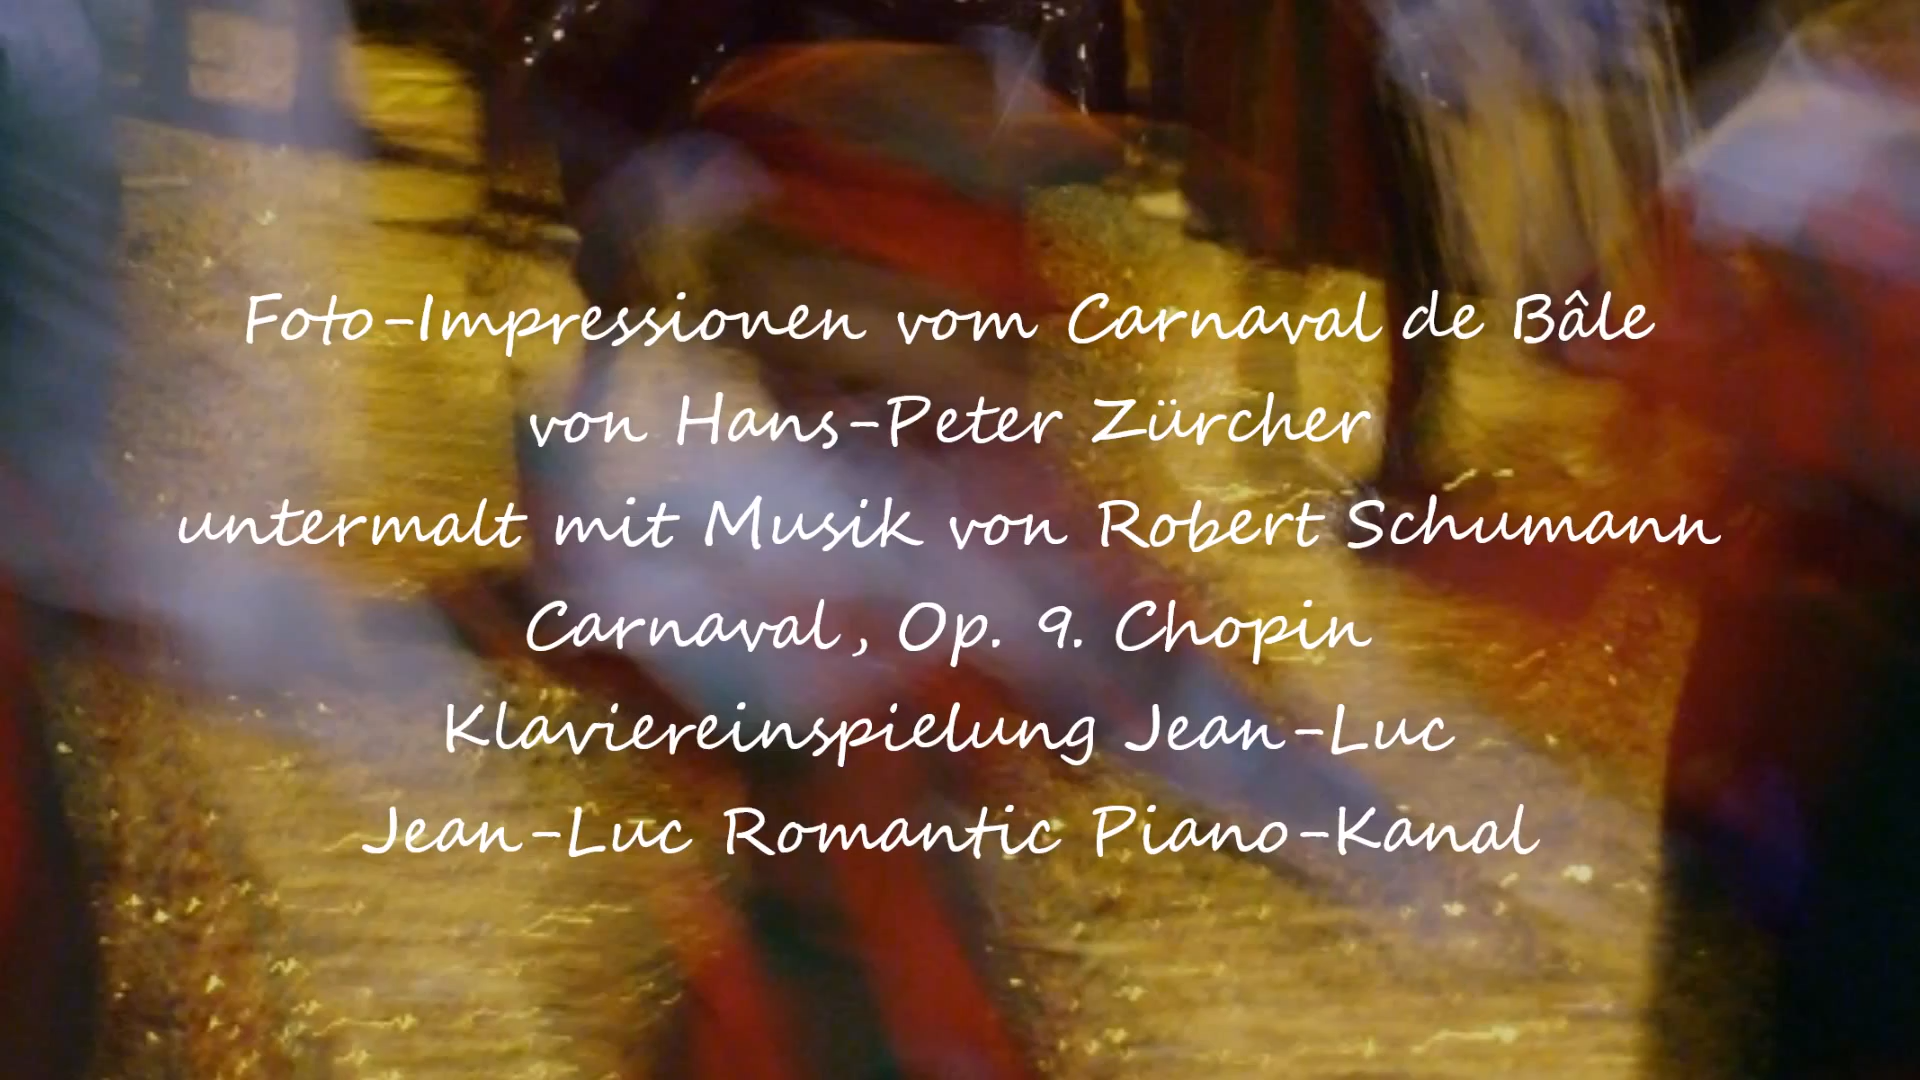 Foto-Impressionen vom Carnaval de Bâle
von Hans-Peter Zürcher
untermalt mit Musik von Robert Schumann
Carnaval, Op. 9. Chopin
Klaviereinspielung Jean-Luc
Jean-Luc Romantic Piano-Kanal